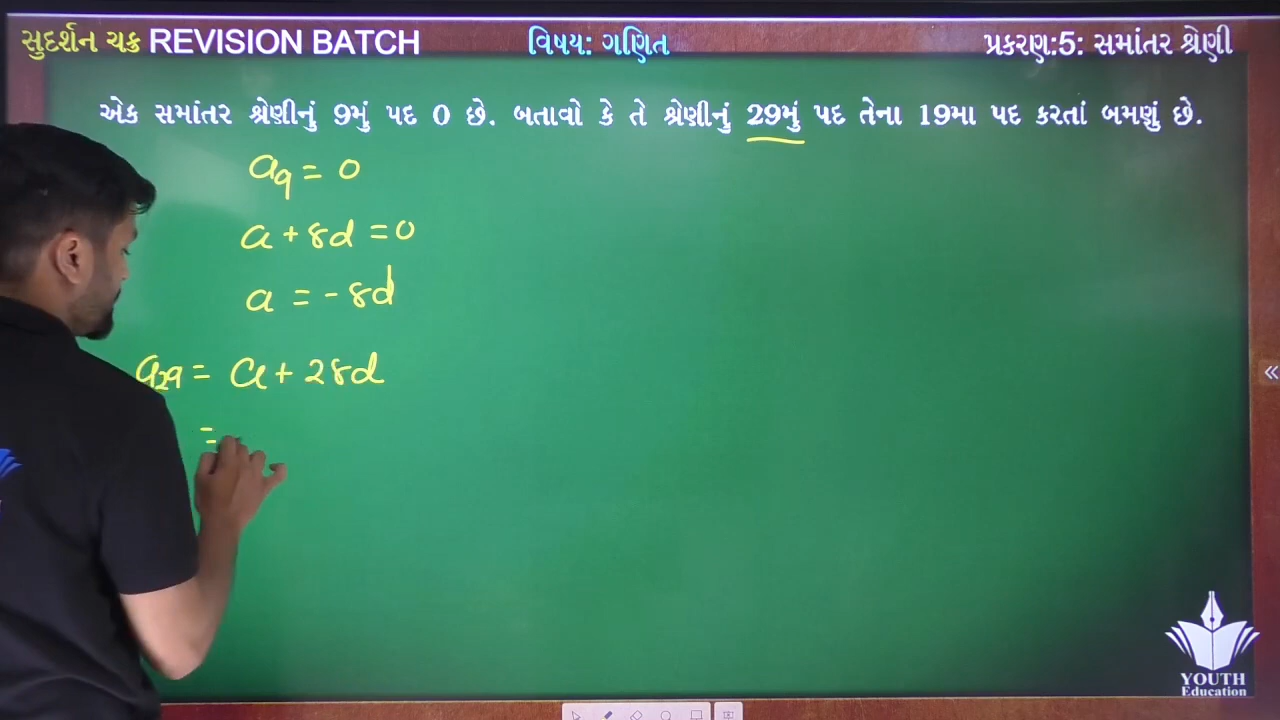 સુદર્શન ચક્ર REVISION BATCH
વિષય: ગણિત
પ્રકરણ:5: સમાંતર શ્રેણી
એક સમાંતર શ્રેણીનું 9મું પદ 0 છે. બતાવો કે તે શ્રેણીનું 29મું પદ તેના 19મા પદ કરતાં બમણું છે.
a₉ = 0
a + 8d = 0
a = - 8d
a₂₉ = a + 28d
=
YOUTH
Education